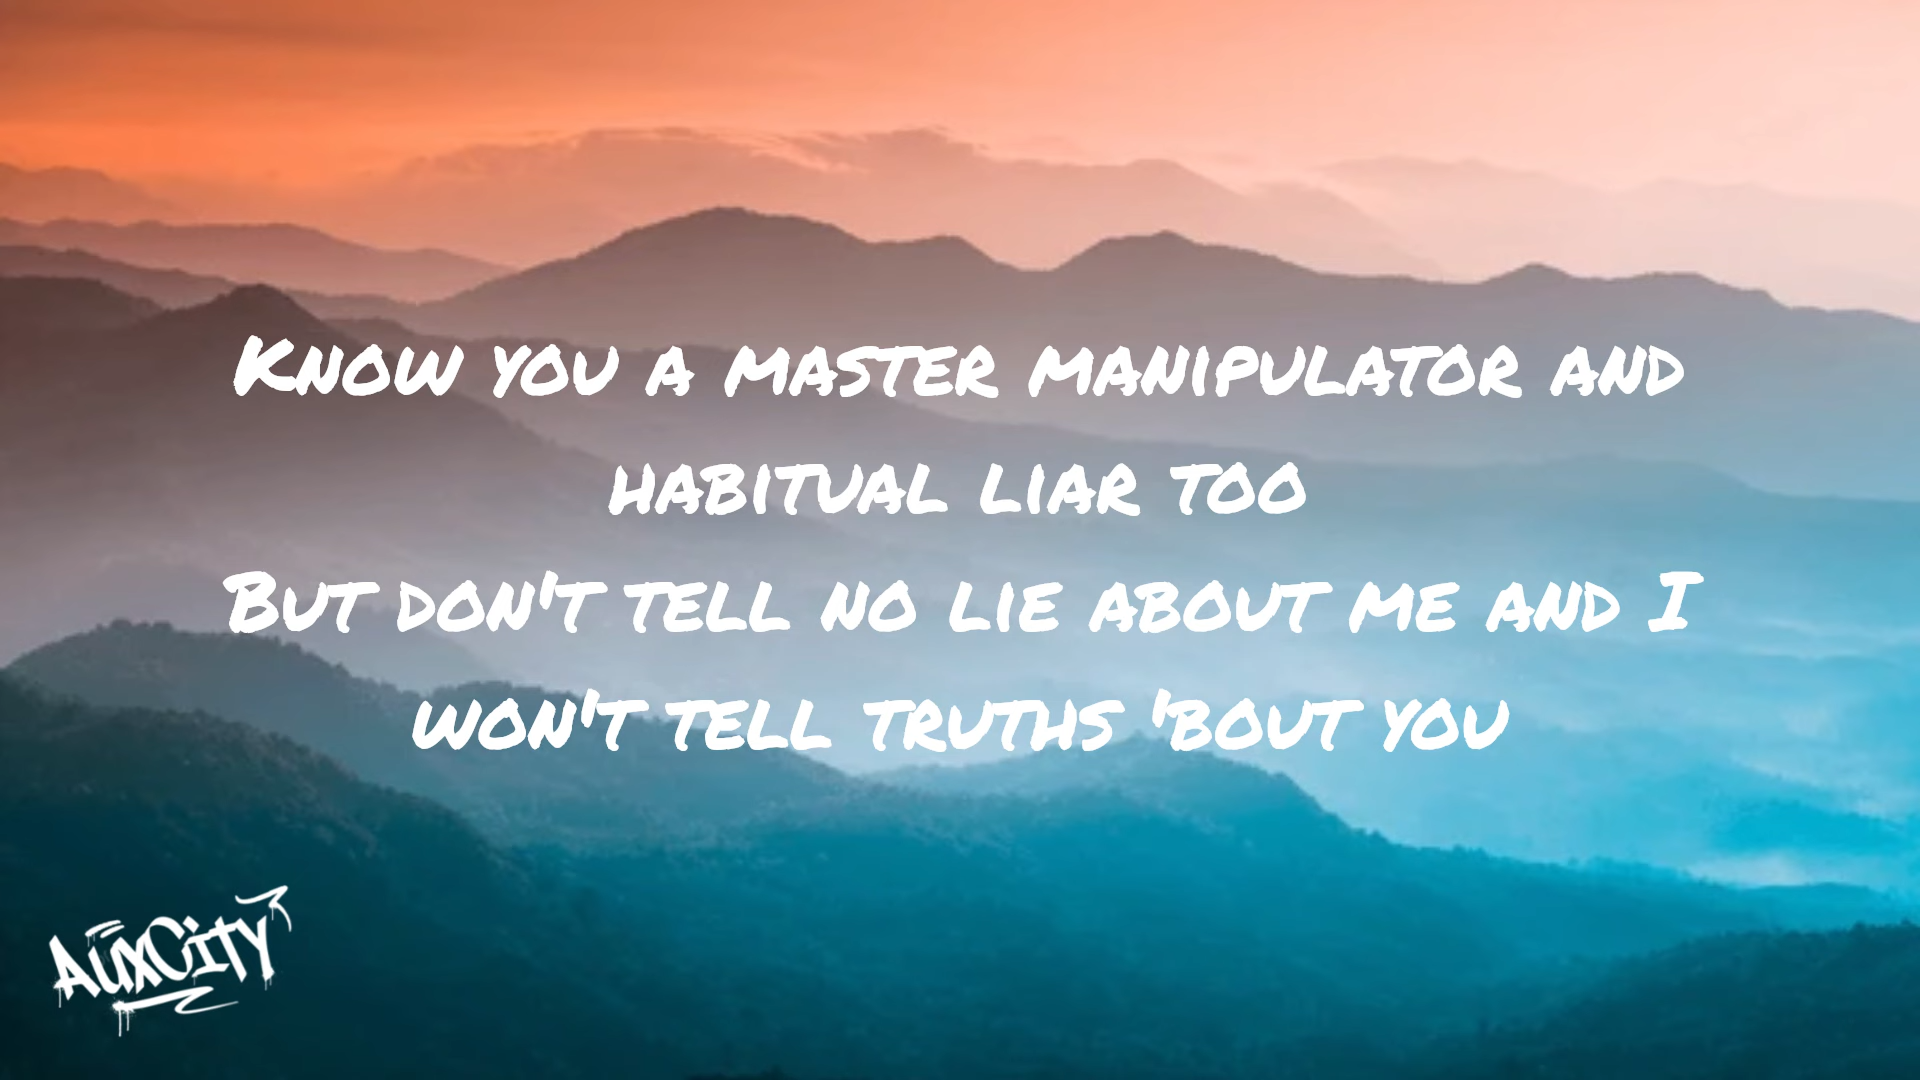 Know you a master manipulator and
habitual liar too
But don't tell no lie about me and I
won't tell truths 'bout you
AuxCity